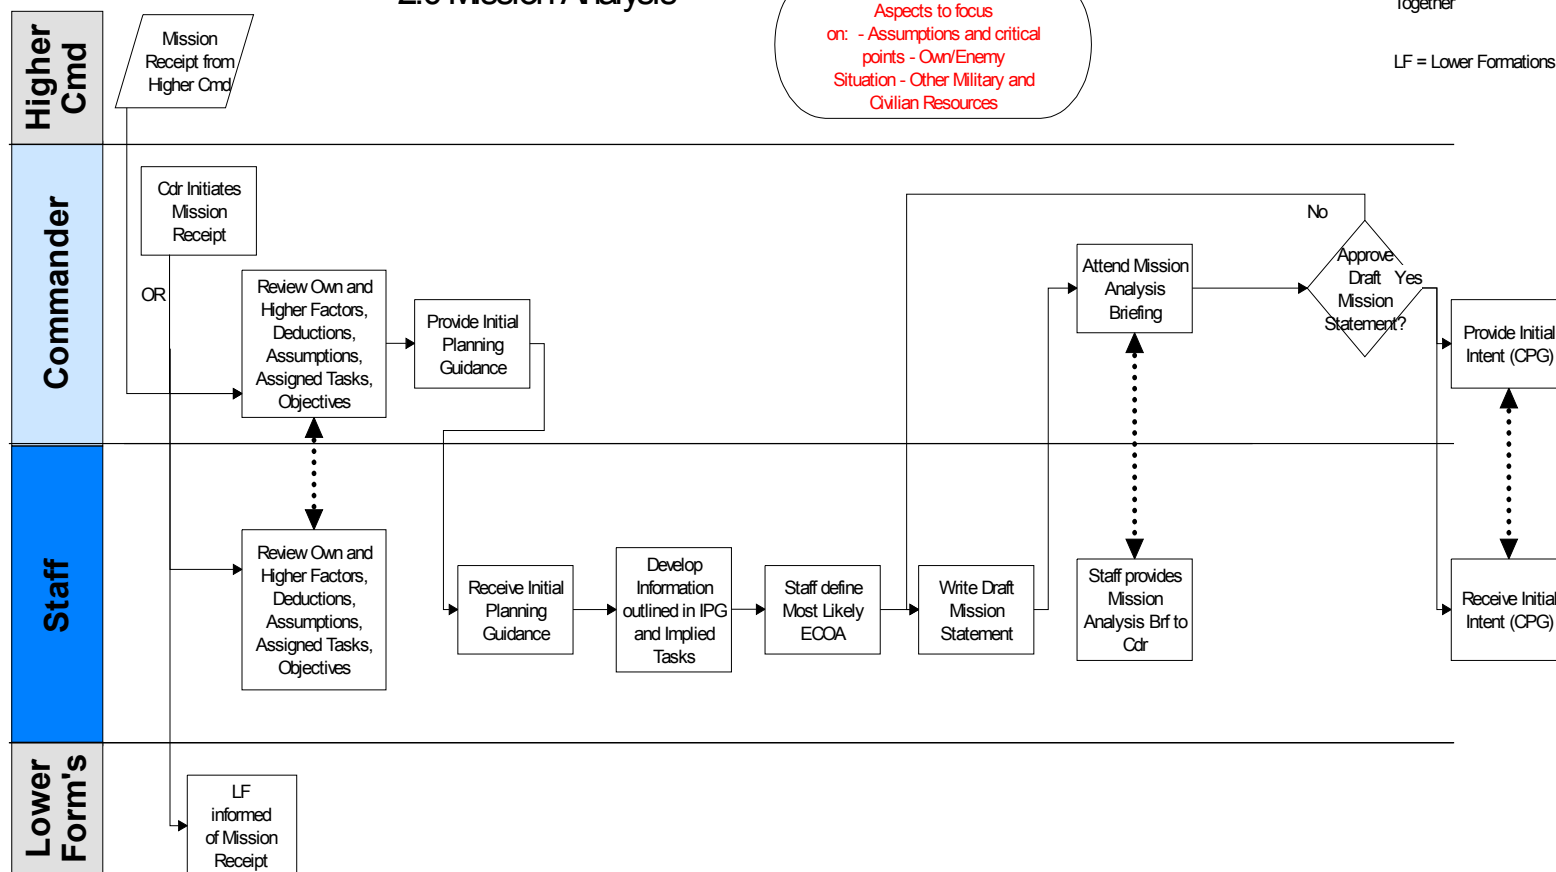 2.0 Mission Analysis
Together
LF = Lower Formations
Aspects to focus
on:  - Assumptions and critical
points - Own/Enemy
Situation - Other Military and
Civilian Resources
Higher
Cmd
Mission
Receipt from
Higher Cmd
Commander
Cdr Initiates
Mission
Receipt
OR
Review Own and
Higher Factors,
Deductions,
Assumptions,
Assigned Tasks,
Objectives
Provide Initial
Planning
Guidance
Attend Mission
Analysis
Briefing
No
Approve
Draft
Mission
Statement?
Yes
Provide Initial
Intent (CPG)
Staff
Review Own and
Higher Factors,
Deductions,
Assumptions,
Assigned Tasks,
Objectives
Receive Initial
Planning
Guidance
Develop
Information
outlined in IPG
and Implied
Tasks
Staff define
Most Likely
ECOA
Write Draft
Mission
Statement
Staff provides
Mission
Analysis Brf to
Cdr
Receive Initial
Intent (CPG)
Lower
Form's
LF
informed
of Mission
Receipt